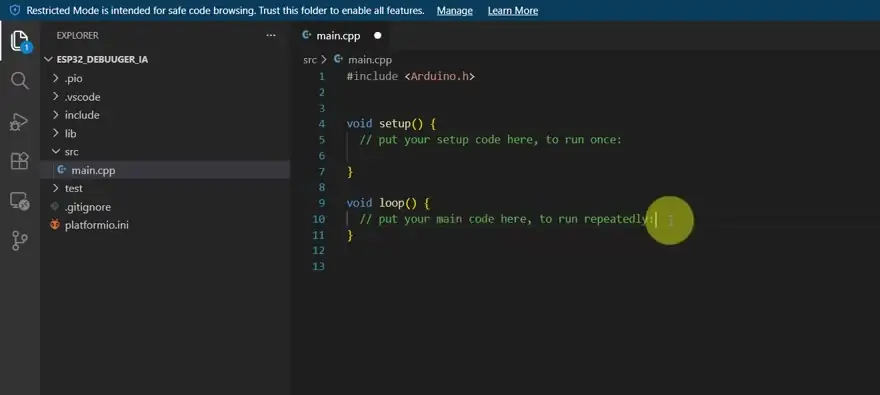 Restricted Mode is intended for safe code browsing. Trust this folder to enable all features. Manage Learn More
EXPLORER
ESP32_DEBUUGER_IA
.pio
.vscode
include
lib
src
main.cpp
test
.gitignore
platformio.ini
1
main.cpp
src > main.cpp
1 #include <Arduino.h>
2
3
4 void setup() {
5 // put your setup code here, to run once:
6
7 }
8
9 void loop() {
10 // put your main code here, to run repeatedly:
11 }
12
13